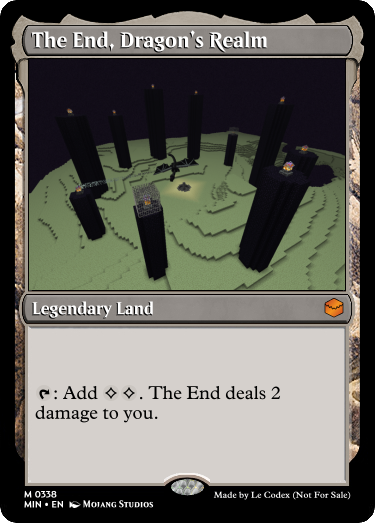 The End, Dragon's Realm
Legendary Land
: Add . The End deals 2
damage to you.
M 0338
MIN • EN Mojang Studios
Made by Le Codex (Not For Sale)